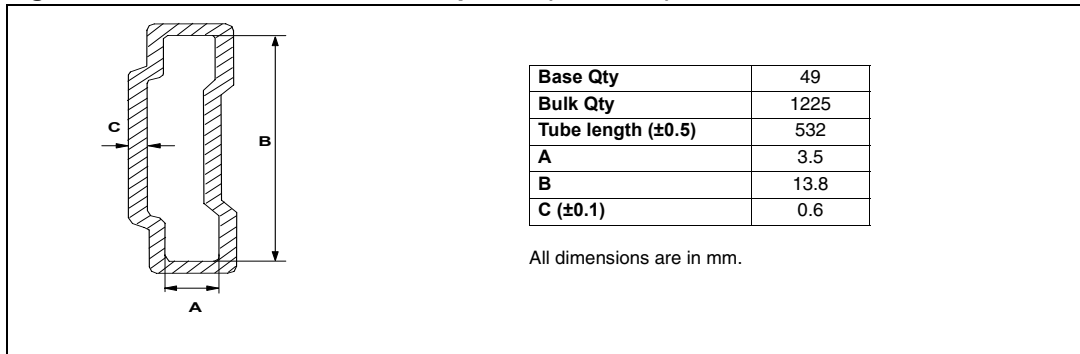 C
B
A
Base Qty 49
Bulk Qty 1225
Tube length (±0.5) 532
A 3.5
B 13.8
C (±0.1) 0.6
All dimensions are in mm.